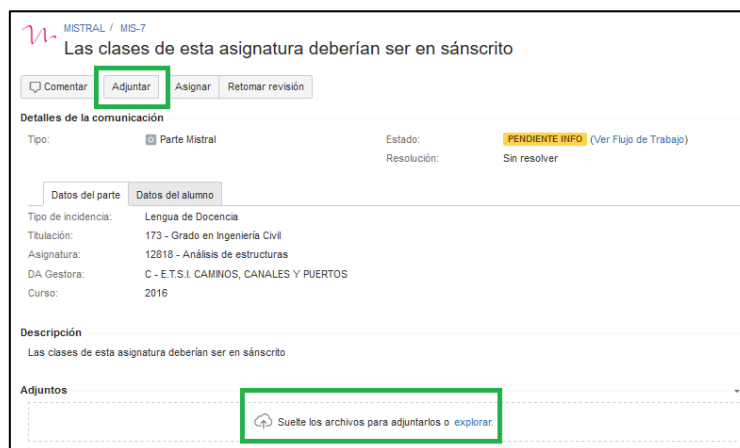 MISTRAL / MIS-7
Las clases de esta asignatura deberían ser en sánscrito
Comentar Adjuntar Asignar Retomar revisión
Detalles de la comunicación
Tipo: Parte Mistral Estado: PENDIENTE INFO (Ver Flujo de Trabajo)
Resolución: Sin resolver
Datos del parte Datos del alumno
Tipo de incidencia: Lengua de Docencia
Titulación: 173 - Grado en Ingeniería Civil
Asignatura: 12818 - Análisis de estructuras
DA Gestora: C - E.T.S.I. CAMINOS, CANALES Y PUERTOS
Curso: 2016
Descripción
Las clases de esta asignatura deberían ser en sánscrito
Adjuntos
Suelte los archivos para adjuntarlos o explorar.